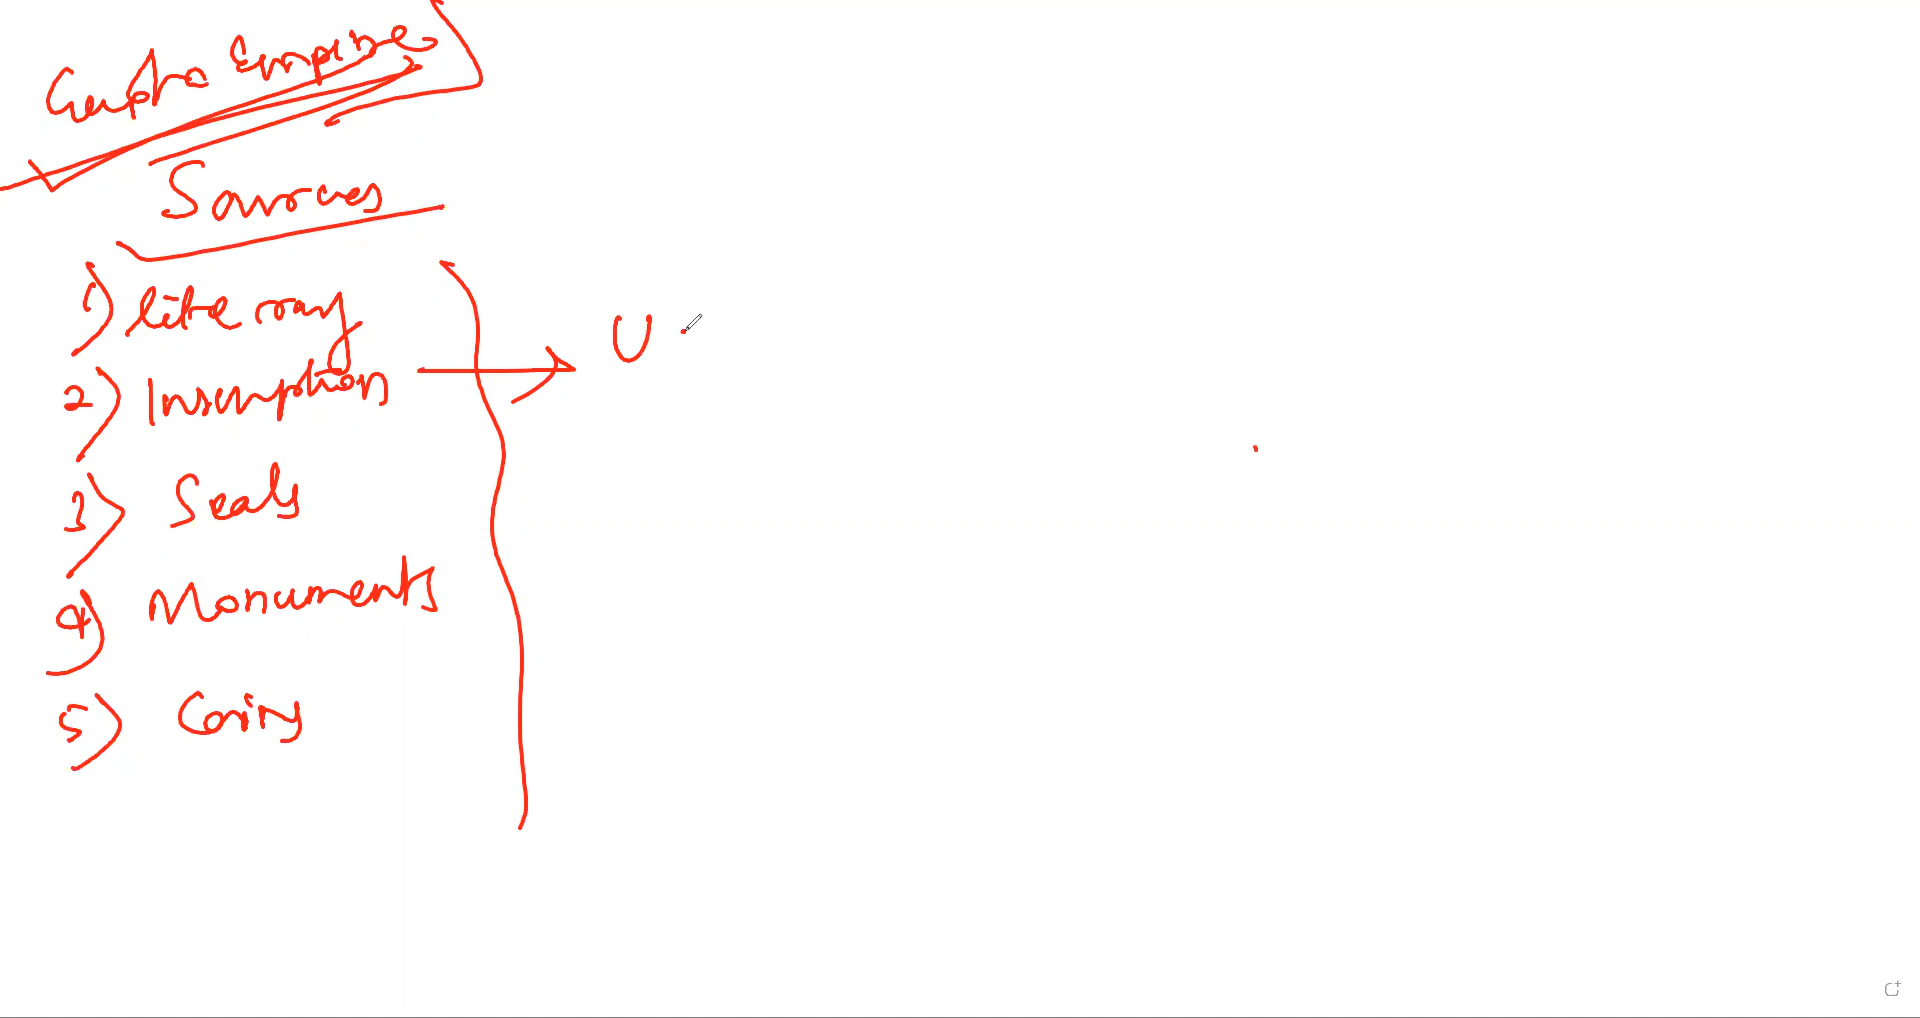 Gupta Empire
Sources
1) literary
2) Inscription
3) Seals
4) Monuments
5) Coins
U